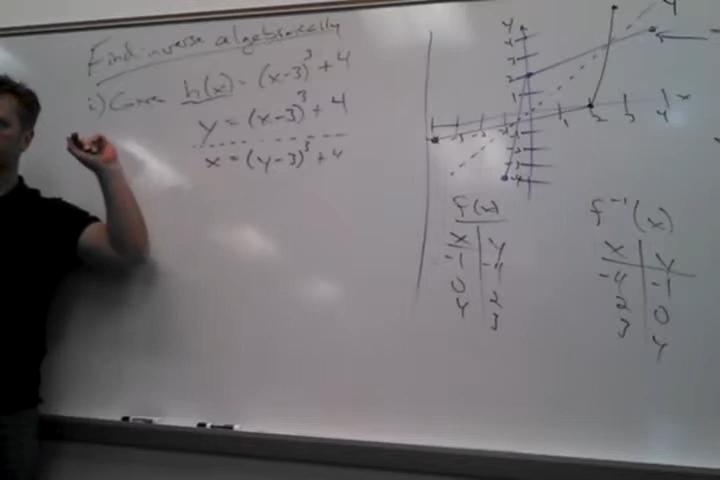 Find inverse algebraically
i) Given h(x) = (x-3)³ + 4
y = (x-3)³ + 4
x = (y-3)³ + 4
y
x
f(x)
x y
-1 -4
0 2
4 3
f⁻¹(x)
x y
-4 -1
2 0
3 4